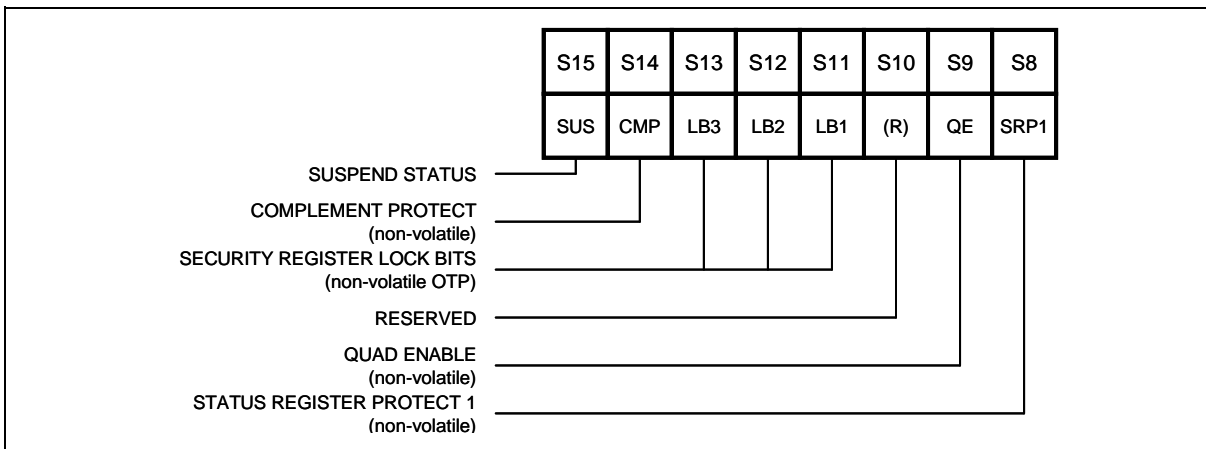 S15 S14 S13 S12 S11 S10 S9 S8
SUS CMP LB3 LB2 LB1 (R) QE SRP1
SUSPEND STATUS
COMPLEMENT PROTECT
(non-volatile)
SECURITY REGISTER LOCK BITS
(non-volatile OTP)
RESERVED
QUAD ENABLE
(non-volatile)
STATUS REGISTER PROTECT 1
(non-volatile)